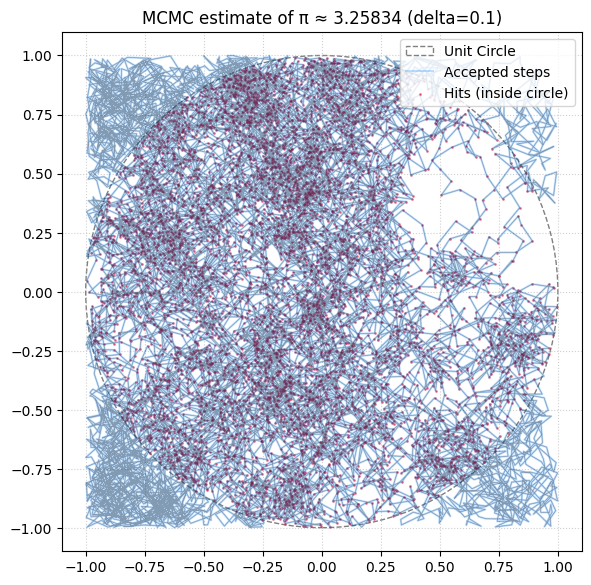 MCMC estimate of π ≈ 3.25834 (delta=0.1)
Unit Circle
Accepted steps
Hits (inside circle)
1.00
0.75
0.50
0.25
0.00
−0.25
−0.50
−0.75
−1.00
−1.00 −0.75 −0.50 −0.25 0.00 0.25 0.50 0.75 1.00